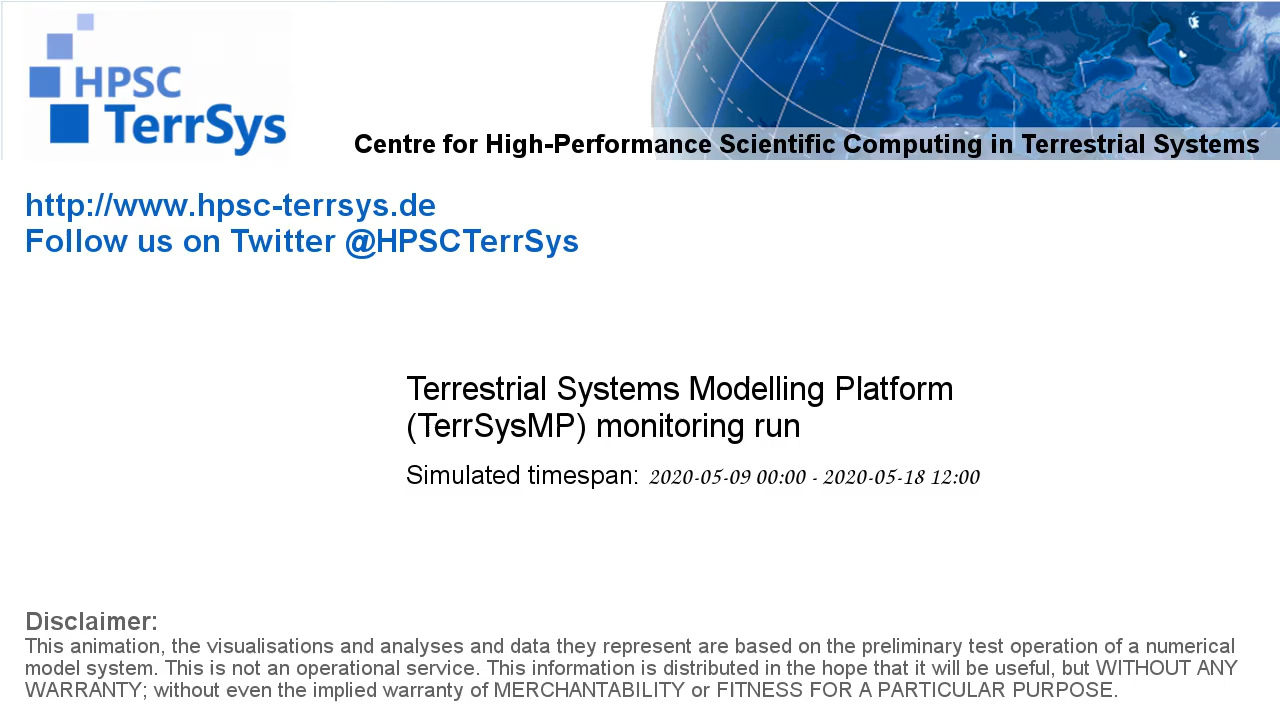 HPSC
TerrSys
Centre for High-Performance Scientific Computing in Terrestrial Systems
http://www.hpsc-terrsys.de
Follow us on Twitter @HPSCTerrSys
Terrestrial Systems Modelling Platform
(TerrSysMP) monitoring run
Simulated timespan: 2020-05-09 00:00 - 2020-05-18 12:00
Disclaimer:
This animation, the visualisations and analyses and data they represent are based on the preliminary test operation of a numerical
model system. This is not an operational service. This information is distributed in the hope that it will be useful, but WITHOUT ANY
WARRANTY; without even the implied warranty of MERCHANTABILITY or FITNESS FOR A PARTICULAR PURPOSE.